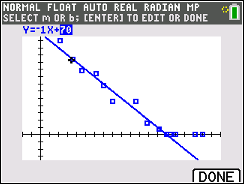 NORMAL FLOAT AUTO REAL RADIAN MP
SELECT m OR b; [ENTER] TO EDIT OR DONE
Y=-1X+70
DONE